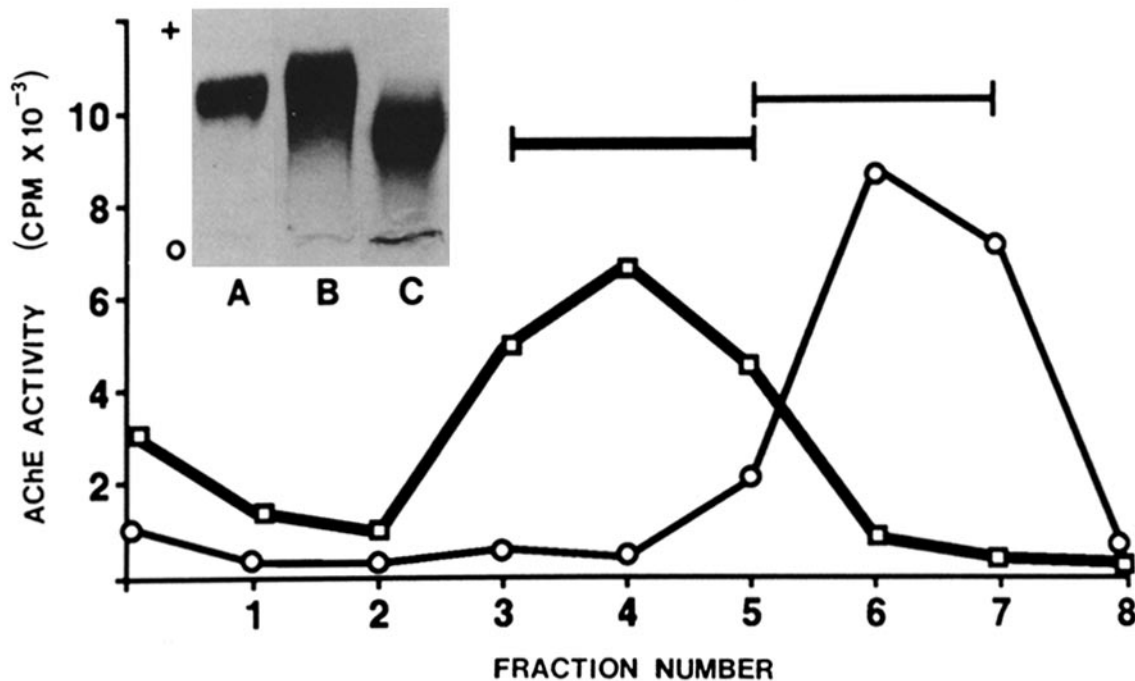 AChE ACTIVITY (CPM X 10⁻³)
10
8
6
4
2
+
O
A B C
1 2 3 4 5 6 7 8
FRACTION NUMBER